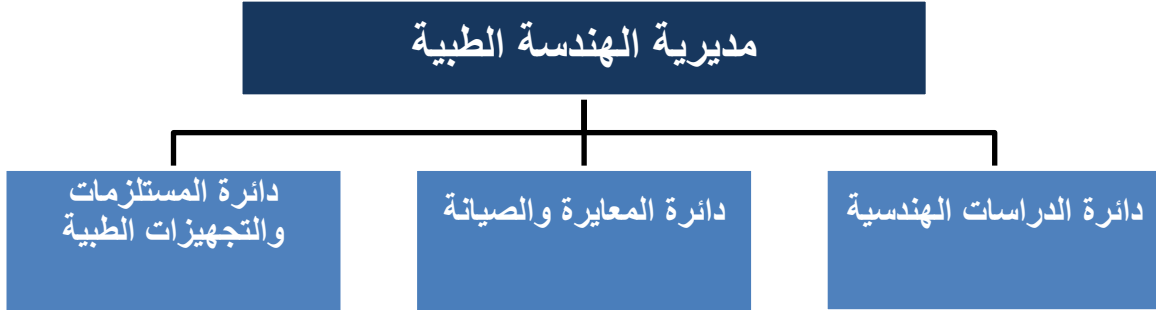 مديرية الهندسة الطبية
دائرة الدراسات الهندسية
دائرة المعايرة والصيانة
دائرة المستلزمات
والتجهيزات الطبية